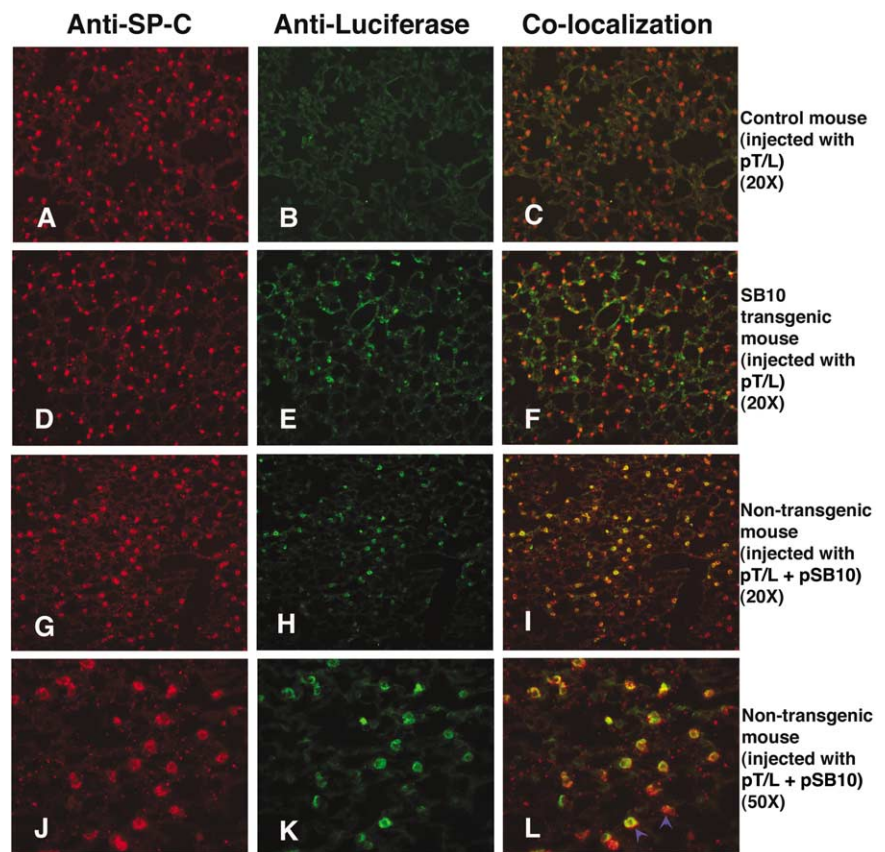 Anti-SP-C Anti-Luciferase Co-localization
A B C
Control mouse
(injected with
pT/L)
(20X)
D E F
SB10
transgenic
mouse
(injected with
pT/L)
(20X)
G H I
Non-transgenic
mouse
(injected with
pT/L + pSB10)
(20X)
J K L
Non-transgenic
mouse
(injected with
pT/L + pSB10)
(50X)